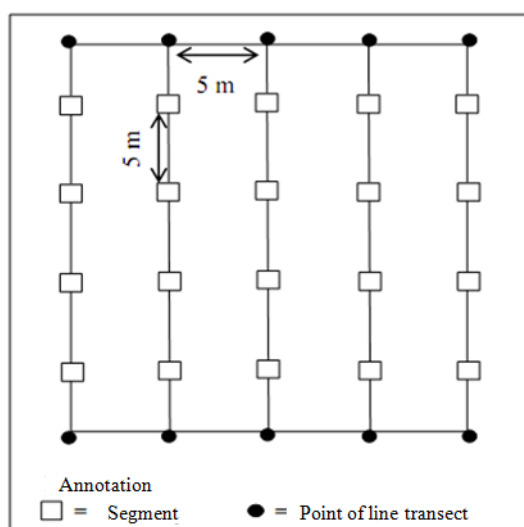 5 m
5 m
Annotation
= Segment
= Point of line transect